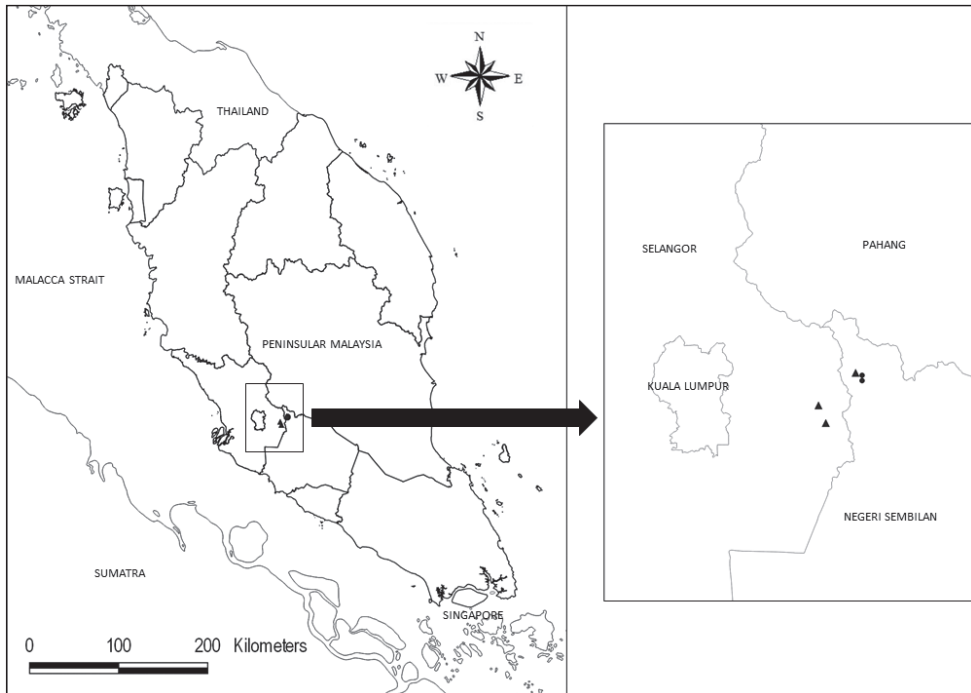 N
W E
S
THAILAND
MALACCA STRAIT
PENINSULAR MALAYSIA
SUMATRA
SINGAPORE
0 100 200 Kilometers
SELANGOR
PAHANG
KUALA LUMPUR
NEGERI SEMBILAN